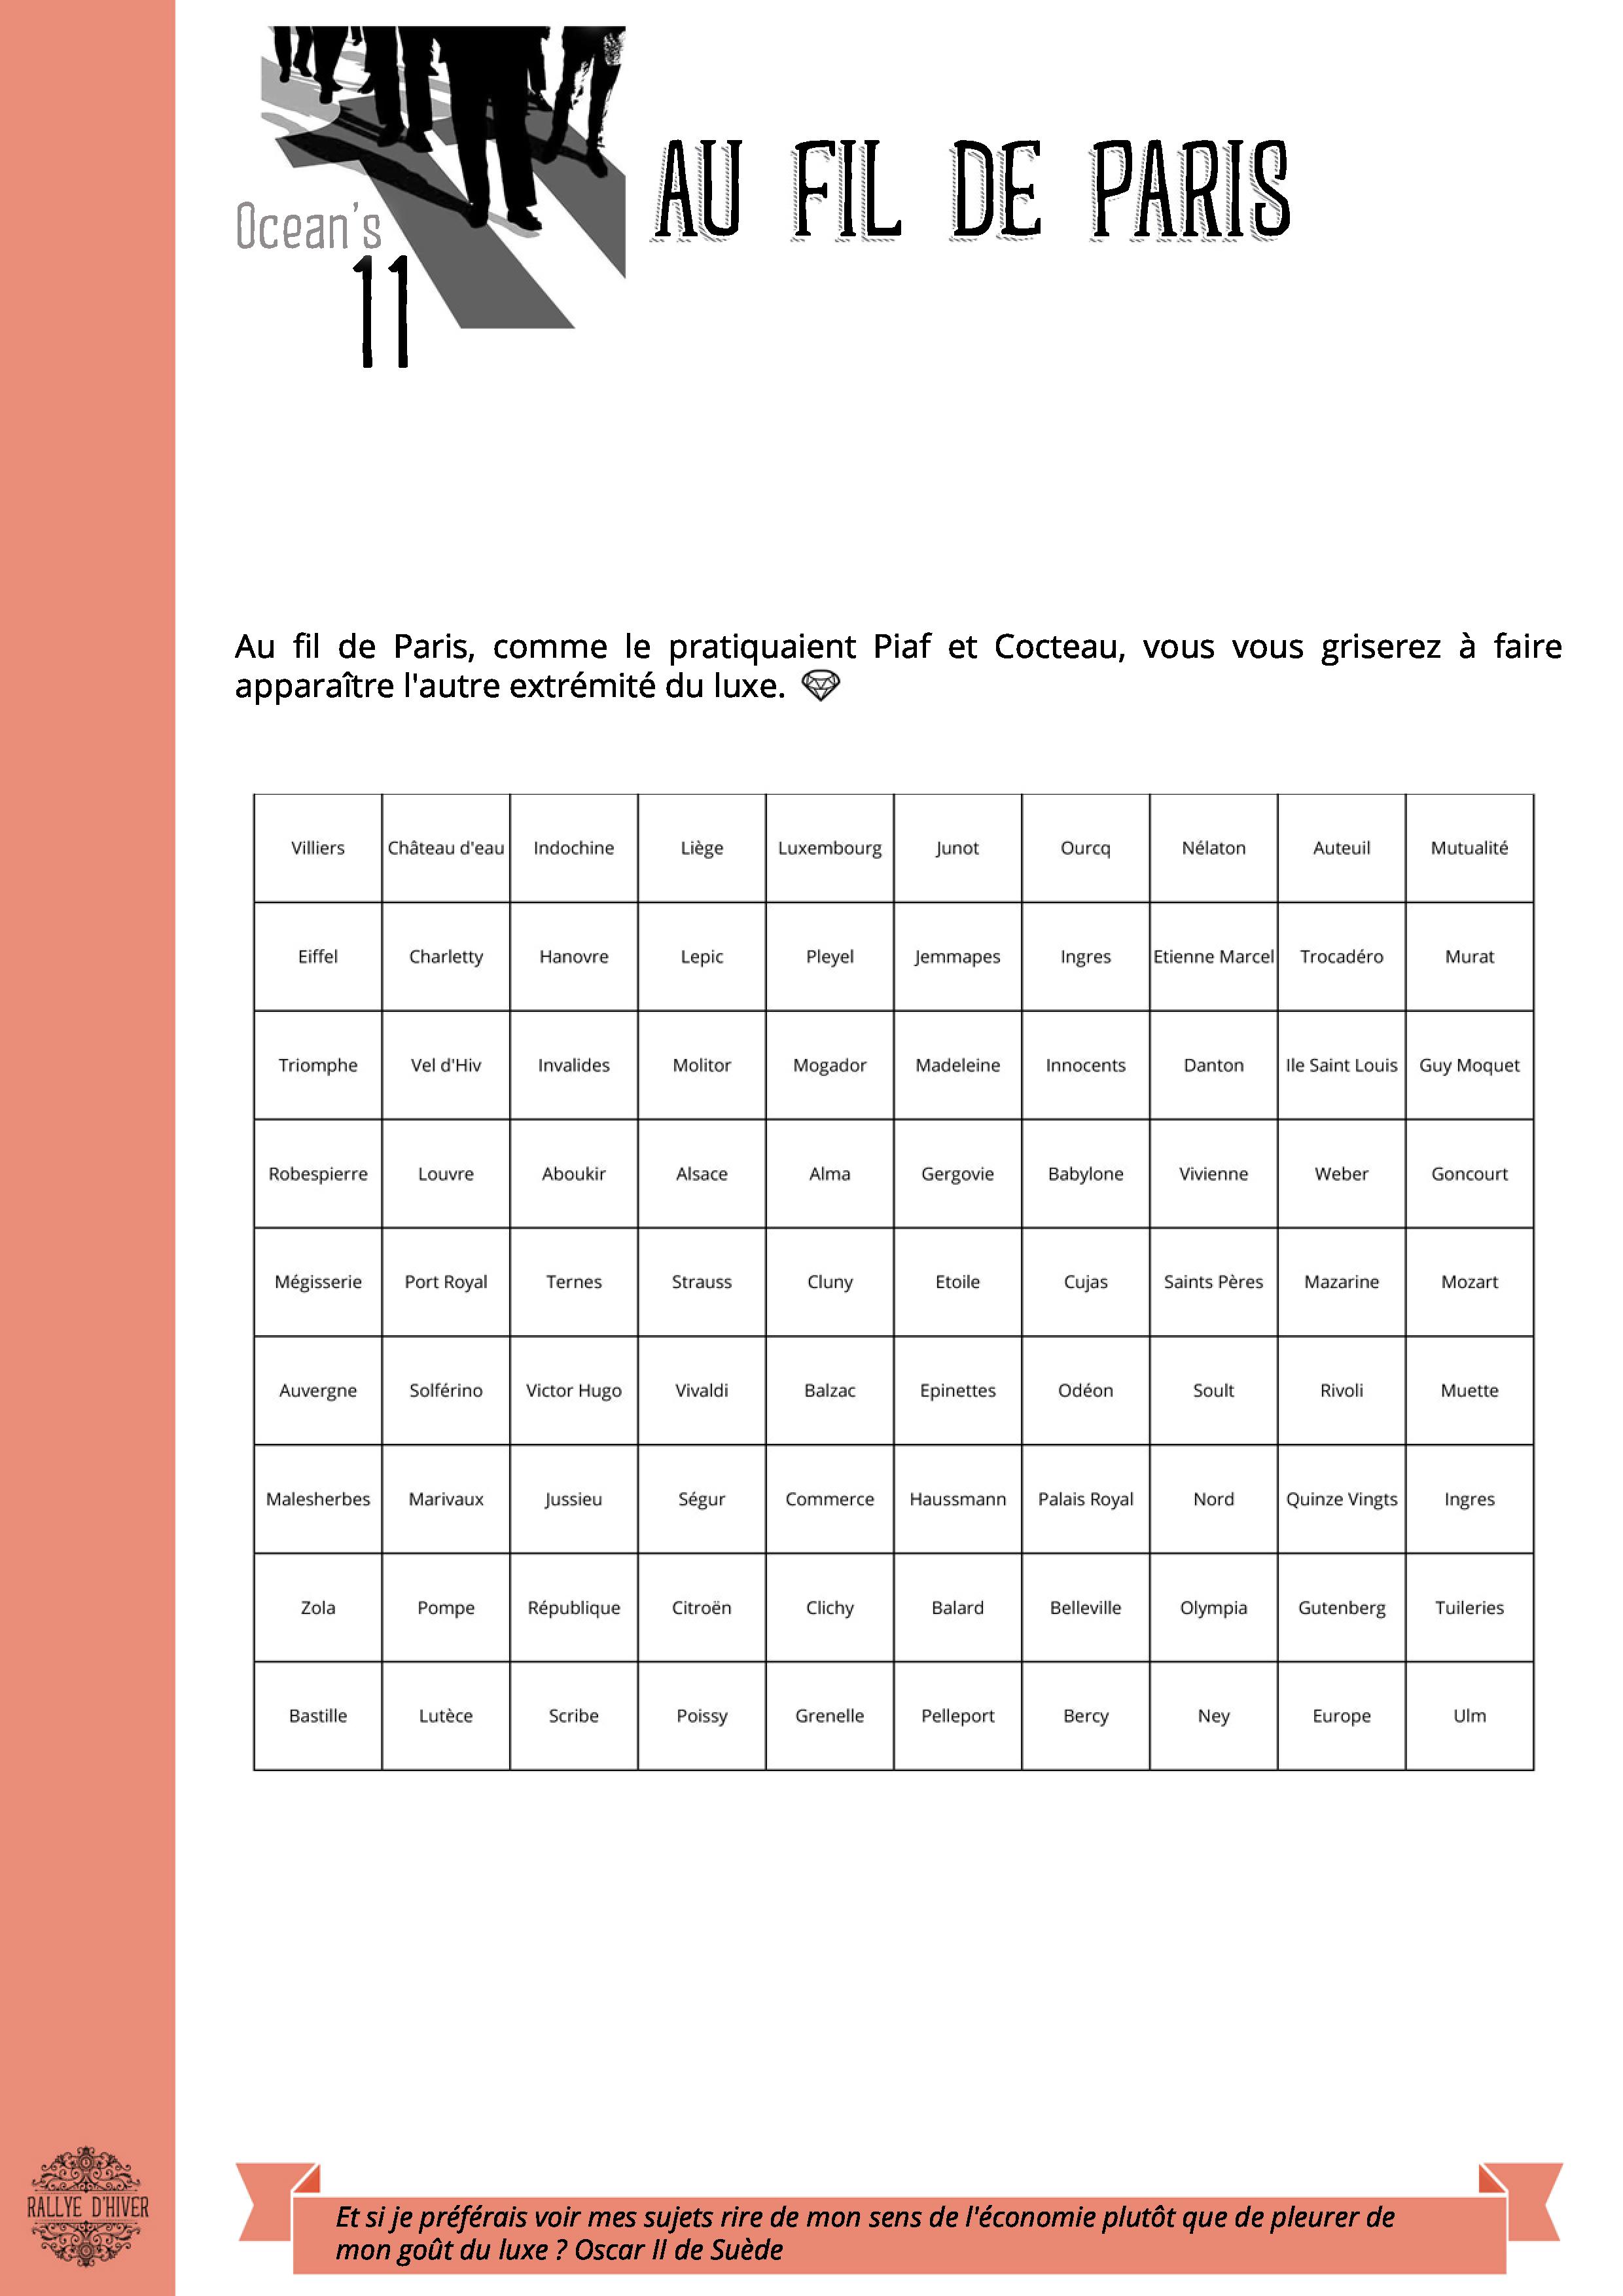 Ocean's
11
AU FIL DE PARIS
Au fil de Paris, comme le pratiquaient Piaf et Cocteau, vous vous griserez à faire
apparaître l'autre extrémité du luxe.
Villiers Château d'eau Indochine Liège Luxembourg Junot Ourcq Nélaton Auteuil Mutualité
Eiffel Charletty Hanovre Lepic Pleyel Jemmapes Ingres Etienne Marcel Trocadéro Murat
Triomphe Vel d'Hiv Invalides Molitor Mogador Madeleine Innocents Danton Ile Saint Louis Guy Moquet
Robespierre Louvre Aboukir Alsace Alma Gergovie Babylone Vivienne Weber Goncourt
Mégisserie Port Royal Ternes Strauss Cluny Etoile Cujas Saints Pères Mazarine Mozart
Auvergne Solférino Victor Hugo Vivaldi Balzac Epinettes Odéon Soult Rivoli Muette
Malesherbes Marivaux Jussieu Ségur Commerce Haussmann Palais Royal Nord Quinze Vingts Ingres
Zola Pompe République Citroën Clichy Balard Belleville Olympia Gutenberg Tuileries
Bastille Lutèce Scribe Poissy Grenelle Pelleport Bercy Ney Europe Ulm
RALLYE D'HIVER
Et si je préférais voir mes sujets rire de mon sens de l'économie plutôt que de pleurer de
mon goût du luxe ? Oscar II de Suède